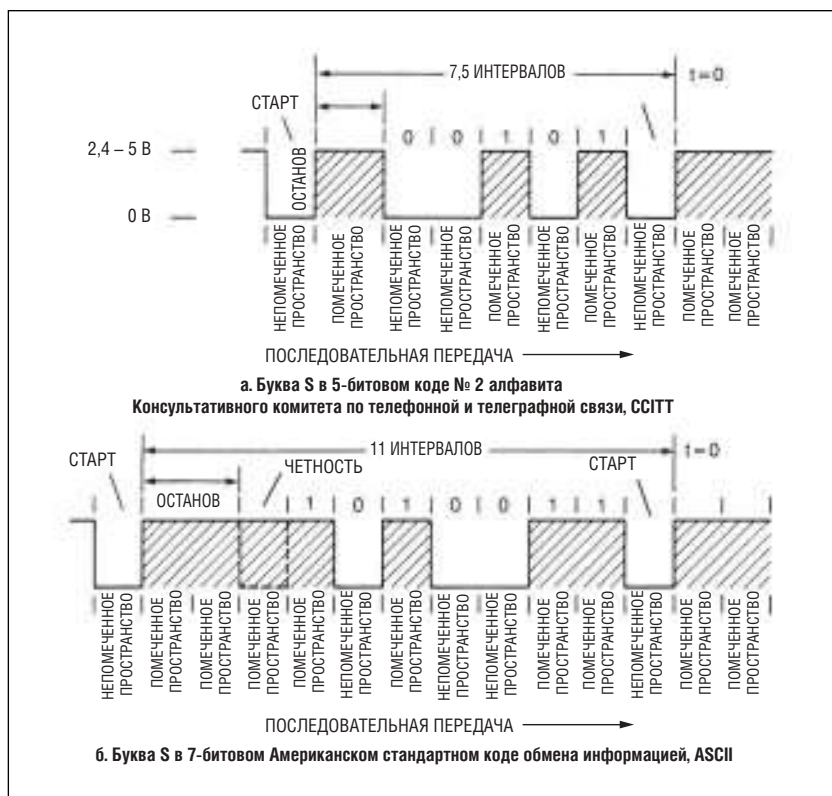 7,5 ИНТЕРВАЛОВ
t=0
СТАРТ
ОСТАНОВ
0 0 1 0 1
2,4 – 5 В
0 В
НЕПОМЕЧЕННОЕ ПРОСТРАНСТВО
ПОМЕЧЕННОЕ ПРОСТРАНСТВО
НЕПОМЕЧЕННОЕ ПРОСТРАНСТВО
НЕПОМЕЧЕННОЕ ПРОСТРАНСТВО
ПОМЕЧЕННОЕ ПРОСТРАНСТВО
НЕПОМЕЧЕННОЕ ПРОСТРАНСТВО
ПОМЕЧЕННОЕ ПРОСТРАНСТВО
НЕПОМЕЧЕННОЕ ПРОСТРАНСТВО
ПОМЕЧЕННОЕ ПРОСТРАНСТВО
ПОМЕЧЕННОЕ ПРОСТРАНСТВО
ПОСЛЕДОВАТЕЛЬНАЯ ПЕРЕДАЧА
а. Буква S в 5-битовом коде № 2 алфавита
Консультативного комитета по телефонной и телеграфной связи, CCITT
11 ИНТЕРВАЛОВ
t=0
СТАРТ
ОСТАНОВ
ЧЕТНОСТЬ
СТАРТ
1 0 1 0 0 1 1
НЕПОМЕЧЕННОЕ ПРОСТРАНСТВО
ПОМЕЧЕННОЕ ПРОСТРАНСТВО
ПОМЕЧЕННОЕ ПРОСТРАНСТВО
ПОМЕЧЕННОЕ ПРОСТРАНСТВО
ПОМЕЧЕННОЕ ПРОСТРАНСТВО
НЕПОМЕЧЕННОЕ ПРОСТРАНСТВО
ПОМЕЧЕННОЕ ПРОСТРАНСТВО
НЕПОМЕЧЕННОЕ ПРОСТРАНСТВО
НЕПОМЕЧЕННОЕ ПРОСТРАНСТВО
ПОМЕЧЕННОЕ ПРОСТРАНСТВО
ПОМЕЧЕННОЕ ПРОСТРАНСТВО
НЕПОМЕЧЕННОЕ ПРОСТРАНСТВО
ПОМЕЧЕННОЕ ПРОСТРАНСТВО
ПОМЕЧЕННОЕ ПРОСТРАНСТВО
ПОСЛЕДОВАТЕЛЬНАЯ ПЕРЕДАЧА
б. Буква S в 7-битовом Американском стандартном коде обмена информацией, ASCII